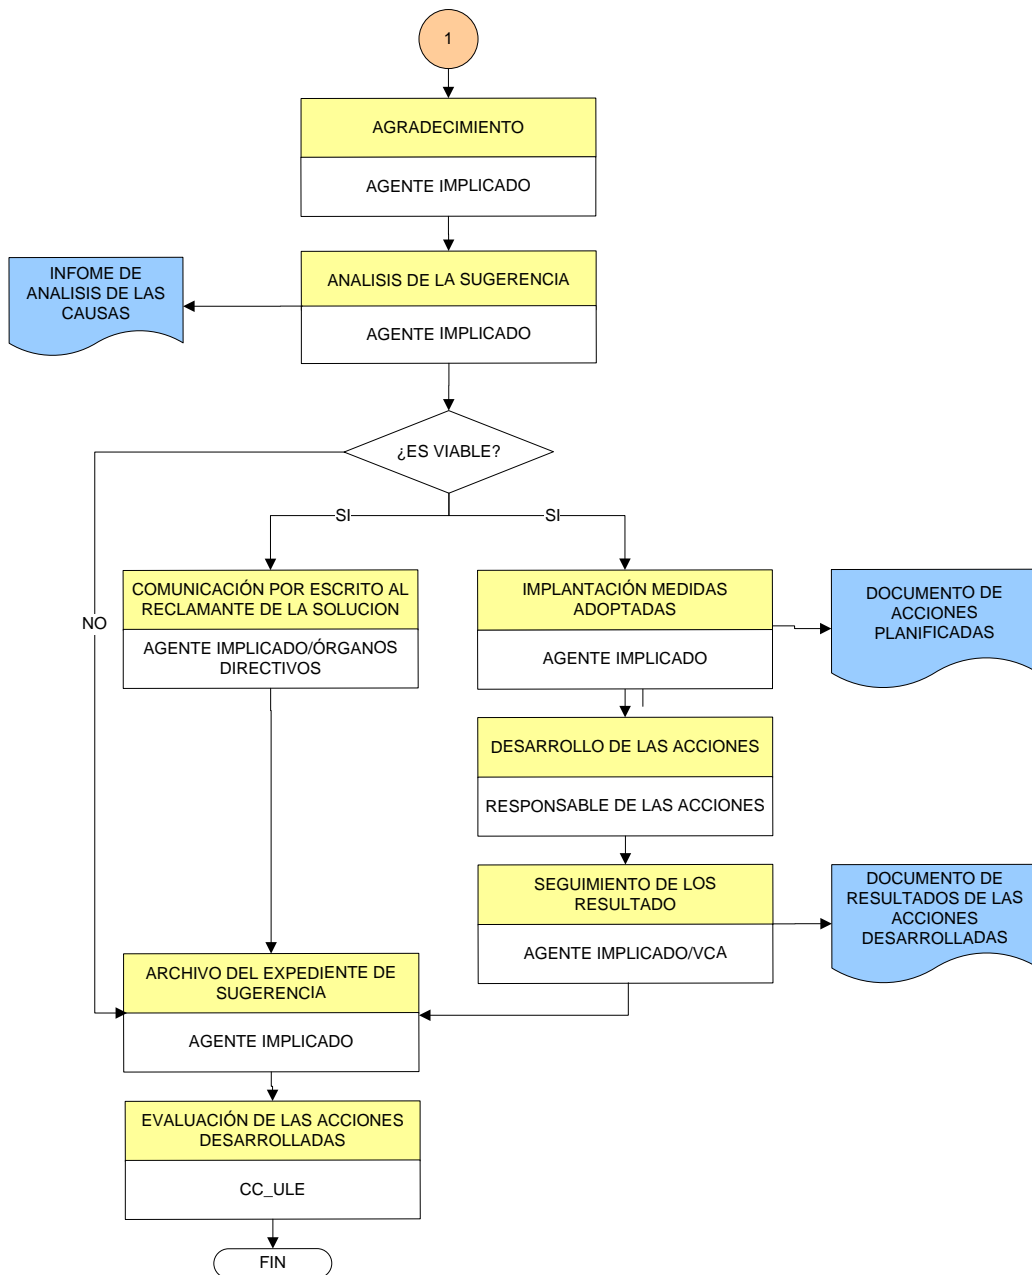 1
AGRADECIMIENTO
AGENTE IMPLICADO
INFOME DE
ANALISIS DE LAS
CAUSAS
ANALISIS DE LA SUGERENCIA
AGENTE IMPLICADO
¿ES VIABLE?
SI
SI
NO
COMUNICACIÓN POR ESCRITO AL
RECLAMANTE DE LA SOLUCION
AGENTE IMPLICADO/ÓRGANOS
DIRECTIVOS
IMPLANTACIÓN MEDIDAS
ADOPTADAS
AGENTE IMPLICADO
DOCUMENTO DE
ACCIONES
PLANIFICADAS
DESARROLLO DE LAS ACCIONES
RESPONSABLE DE LAS ACCIONES
SEGUIMIENTO DE LOS
RESULTADO
AGENTE IMPLICADO/VCA
DOCUMENTO DE
RESULTADOS DE LAS
ACCIONES
DESARROLLADAS
ARCHIVO DEL EXPEDIENTE DE
SUGERENCIA
AGENTE IMPLICADO
EVALUACIÓN DE LAS ACCIONES
DESARROLLADAS
CC_ULE
FIN